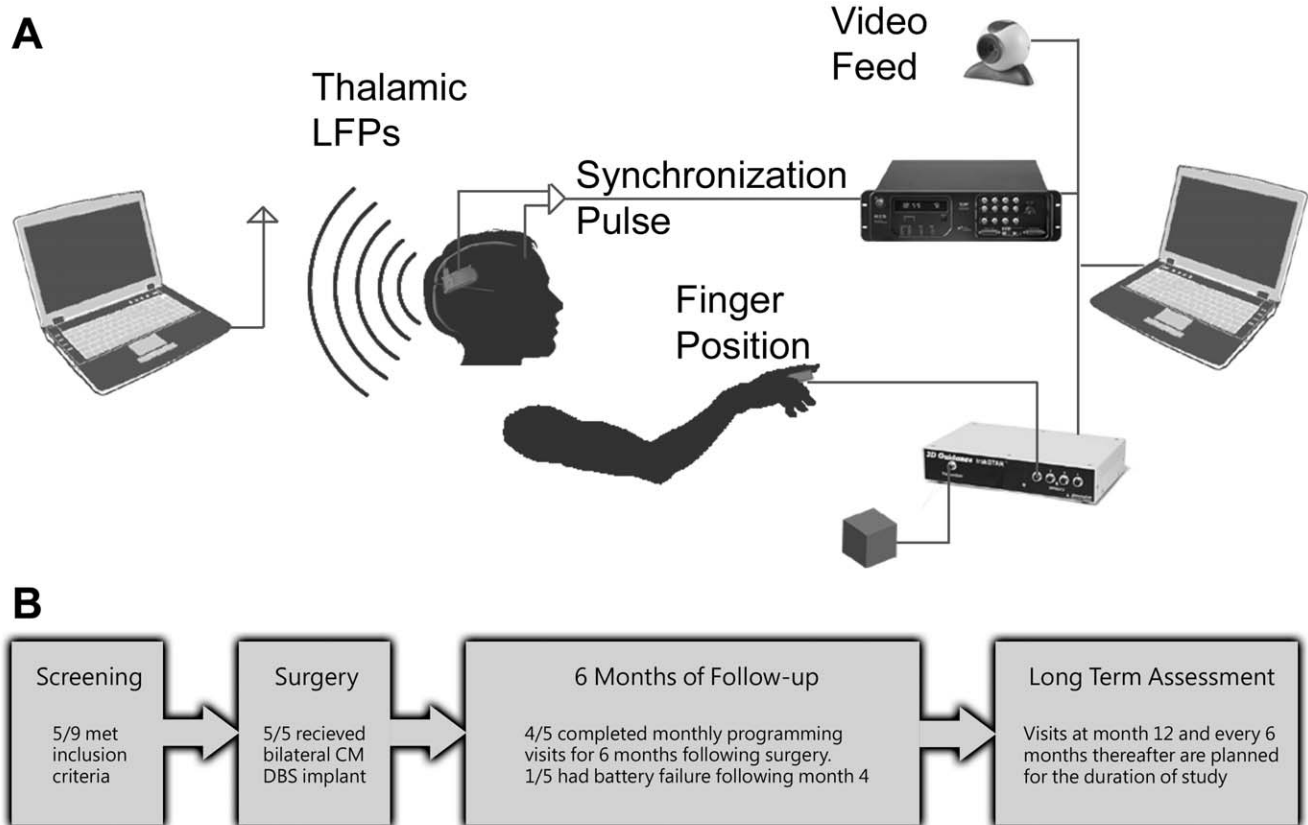 A
Video
Feed
Thalamic
LFPs
Synchronization
Pulse
Finger
Position
3D Guidance trakSTAR
B
Screening
5/9 met
inclusion
criteria
Surgery
5/5 recieved
bilateral CM
DBS implant
6 Months of Follow-up
4/5 completed monthly programming
visits for 6 months following surgery.
1/5 had battery failure following month 4
Long Term Assessment
Visits at month 12 and every 6
months thereafter are planned
for the duration of study